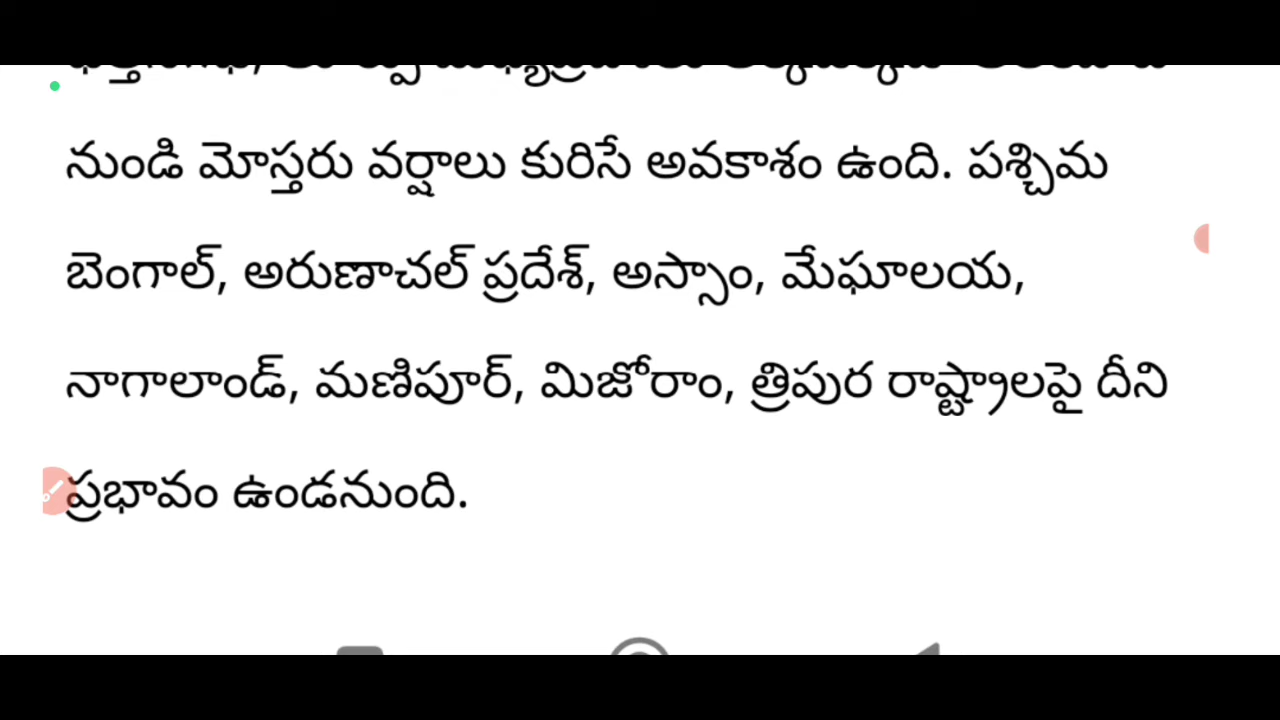 నుండి మోస్తరు వర్షాలు కురిసే అవకాశం ఉంది. పశ్చిమ
బెంగాల్, అరుణాచల్ ప్రదేశ్, అస్సాం, మేఘాలయ,
నాగాలాండ్, మణిపూర్, మిజోరాం, త్రిపుర రాష్ట్రాలపై దీని
ప్రభావం ఉండనుంది.